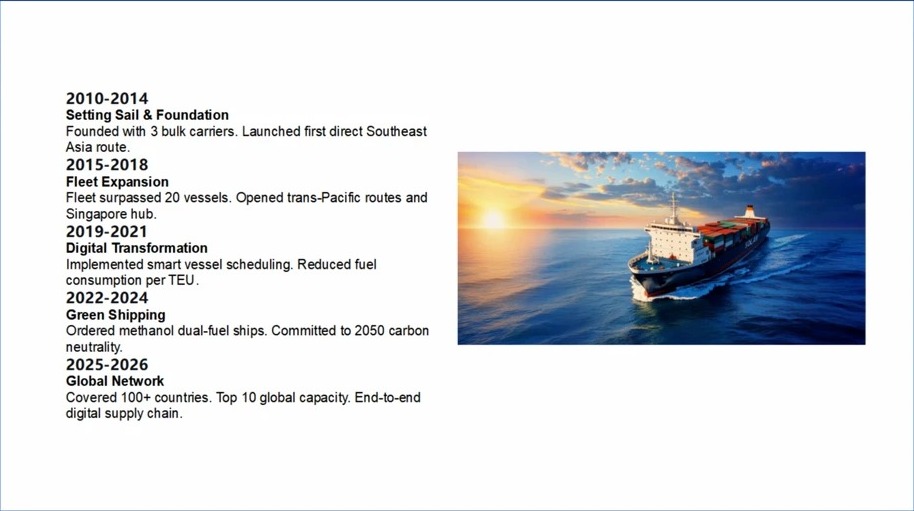 2010-2014
Setting Sail & Foundation
Founded with 3 bulk carriers. Launched first direct Southeast
Asia route.
2015-2018
Fleet Expansion
Fleet surpassed 20 vessels. Opened trans-Pacific routes and
Singapore hub.
2019-2021
Digital Transformation
Implemented smart vessel scheduling. Reduced fuel
consumption per TEU.
2022-2024
Green Shipping
Ordered methanol dual-fuel ships. Committed to 2050 carbon
neutrality.
2025-2026
Global Network
Covered 100+ countries. Top 10 global capacity. End-to-end
digital supply chain.